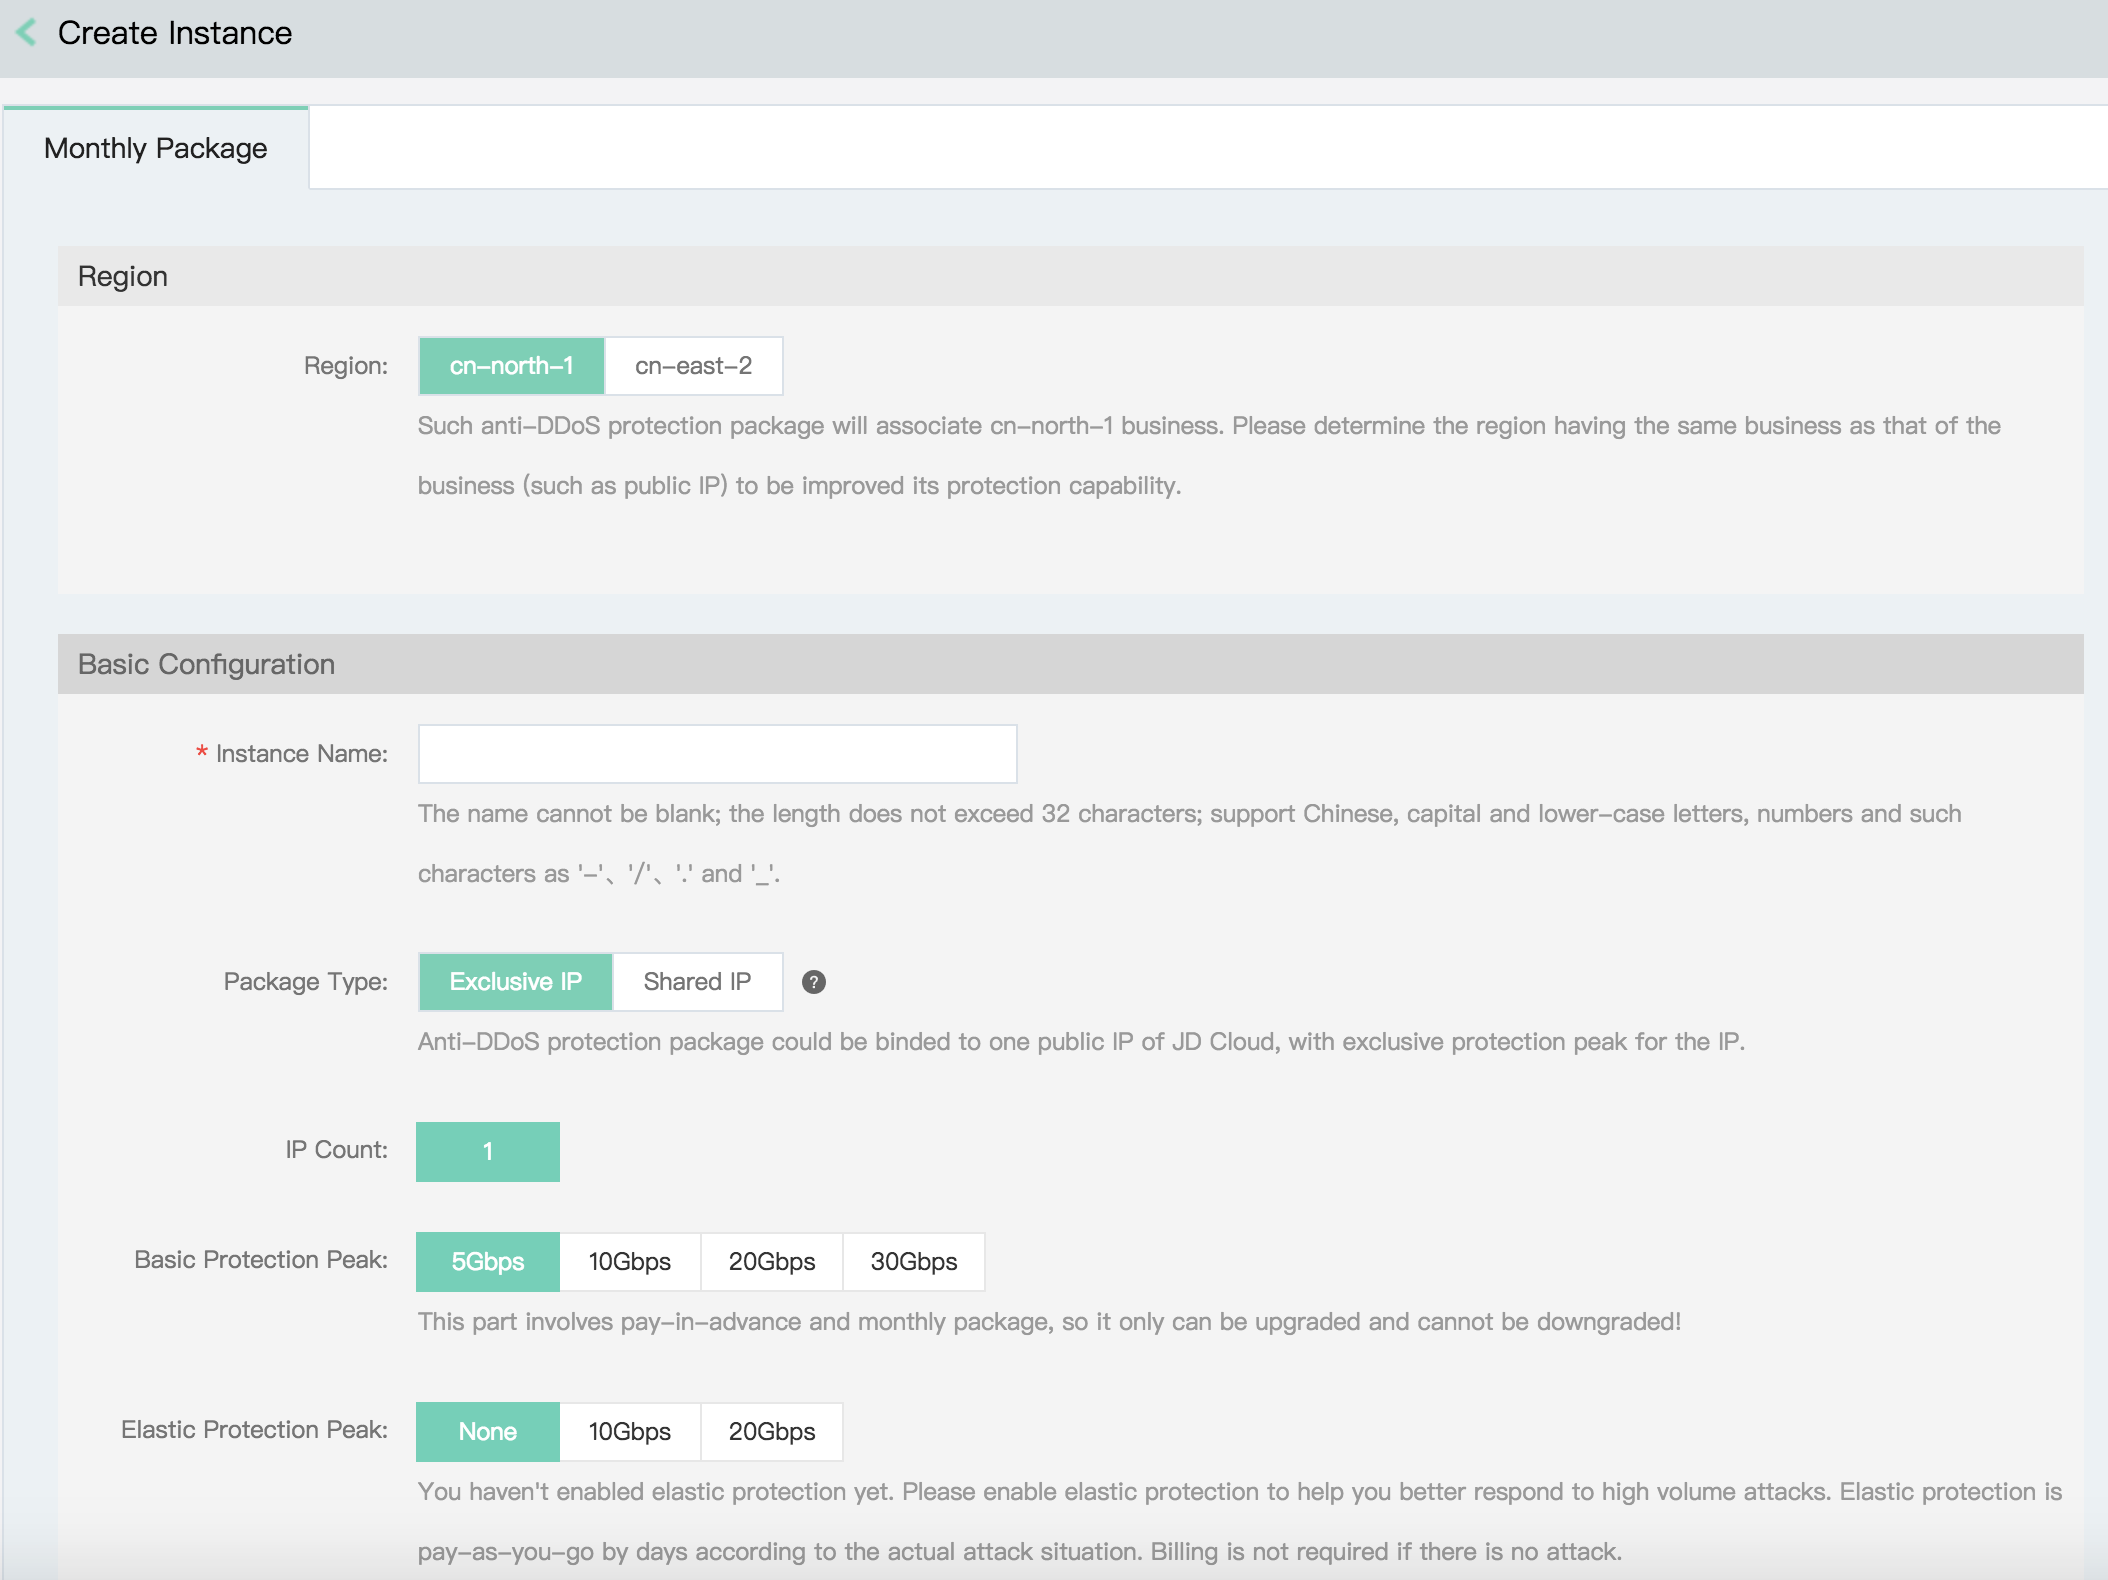 Create Instance
Monthly Package
Region
Region: cn-north-1 cn-east-2
Such anti-DDoS protection package will associate cn-north-1 business. Please determine the region having the same business as that of the
business (such as public IP) to be improved its protection capability.
Basic Configuration
* Instance Name:
The name cannot be blank; the length does not exceed 32 characters; support Chinese, capital and lower-case letters, numbers and such
characters as '-'、'/'、'.' and '_'.
Package Type: Exclusive IP Shared IP ?
Anti-DDoS protection package could be binded to one public IP of JD Cloud, with exclusive protection peak for the IP.
IP Count: 1
Basic Protection Peak: 5Gbps 10Gbps 20Gbps 30Gbps
This part involves pay-in-advance and monthly package, so it only can be upgraded and cannot be downgraded!
Elastic Protection Peak: None 10Gbps 20Gbps
You haven't enabled elastic protection yet. Please enable elastic protection to help you better respond to high volume attacks. Elastic protection is
pay-as-you-go by days according to the actual attack situation. Billing is not required if there is no attack.